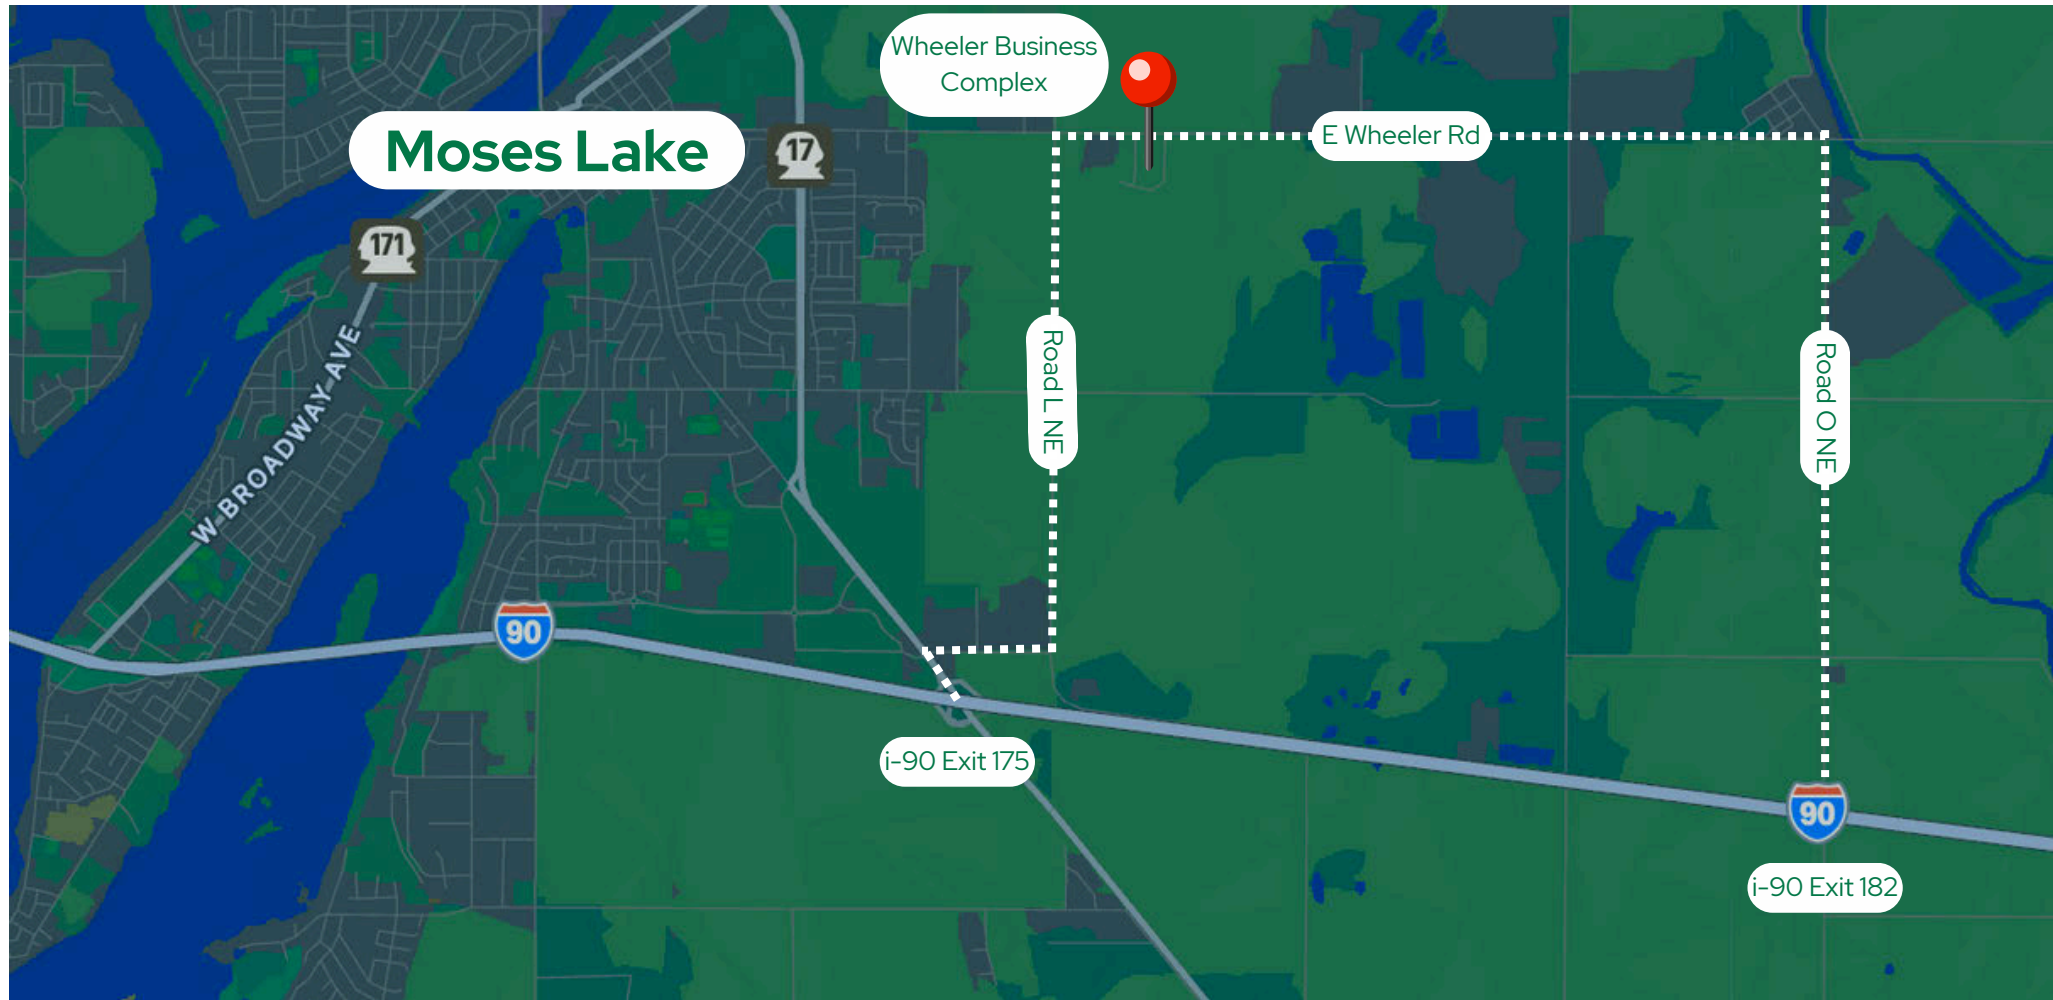 Wheeler Business
Complex
Moses Lake
17
E Wheeler Rd
171
W BROADWAY AVE
Road L NE
Road O NE
90
i-90 Exit 175
90
i-90 Exit 182